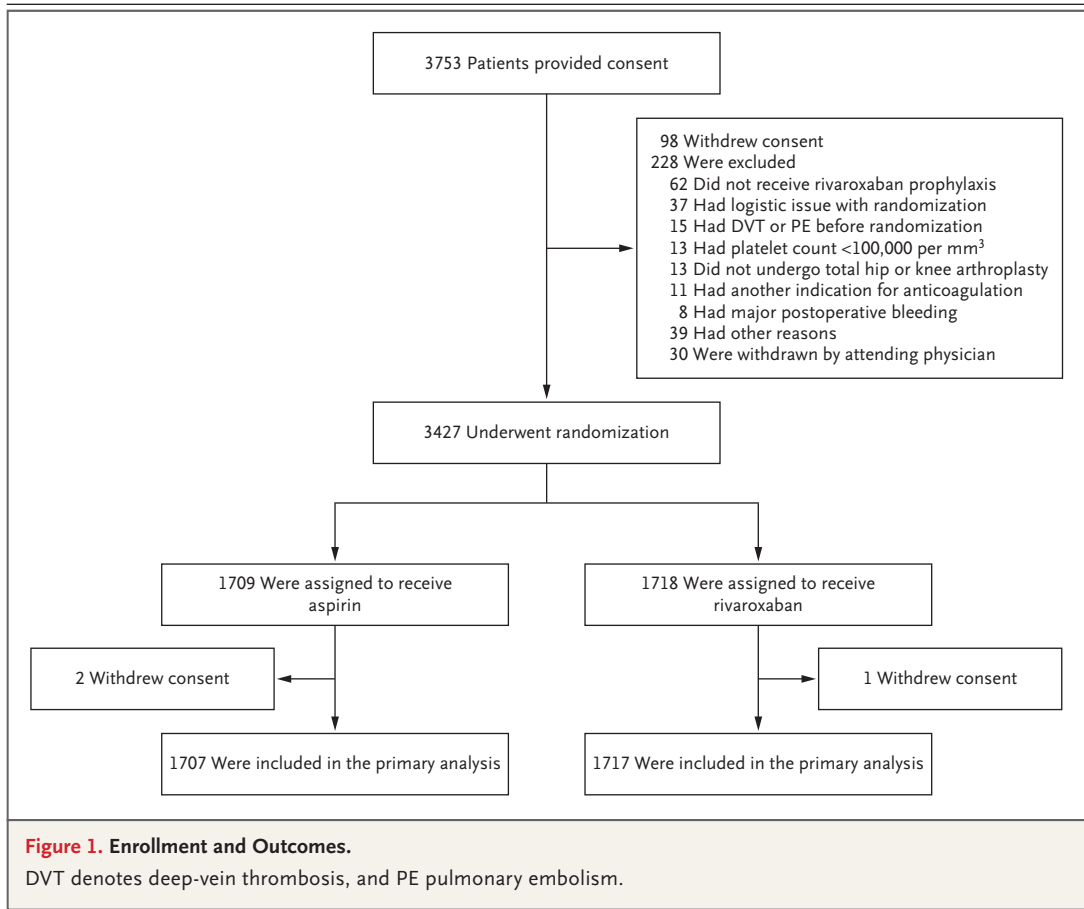 3753 Patients provided consent
98 Withdrew consent
228 Were excluded
62 Did not receive rivaroxaban prophylaxis
37 Had logistic issue with randomization
15 Had DVT or PE before randomization
13 Had platelet count <100,000 per mm³
13 Did not undergo total hip or knee arthroplasty
11 Had another indication for anticoagulation
8 Had major postoperative bleeding
39 Had other reasons
30 Were withdrawn by attending physician
3427 Underwent randomization
1709 Were assigned to receive
aspirin
1718 Were assigned to receive
rivaroxaban
2 Withdrew consent
1 Withdrew consent
1707 Were included in the primary analysis
1717 Were included in the primary analysis
Figure 1. Enrollment and Outcomes.
DVT denotes deep-vein thrombosis, and PE pulmonary embolism.